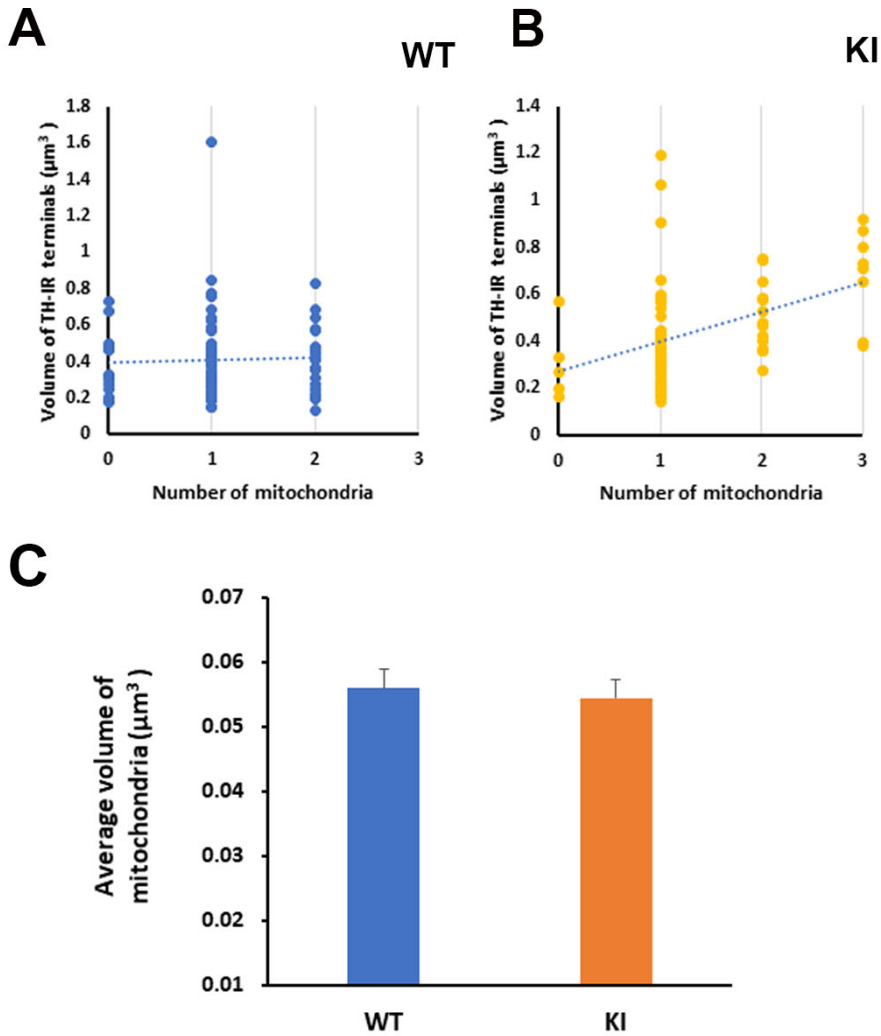 A
WT
Volume of TH-IR terminals (µm³ )
1.8
1.6
1.4
1.2
1
0.8
0.6
0.4
0.2
0
0 1 2 3
Number of mitochondria
B
KI
Volume of TH-IR terminals (µm³ )
1.4
1.2
1
0.8
0.6
0.4
0.2
0
0 1 2 3
Number of mitochondria
C
Average volume of
mitochondria (µm³ )
0.07
0.06
0.05
0.04
0.03
0.02
0.01
WT KI